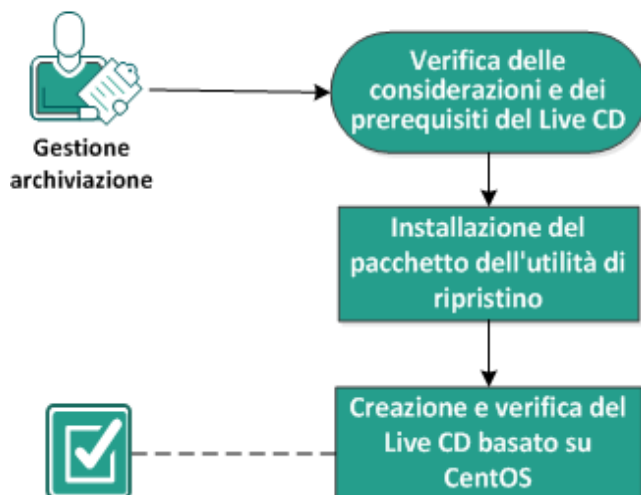 Gestione
archiviazione
Verifica delle
considerazioni e dei
prerequisiti del Live CD
Installazione del
pacchetto dell'utilità di
ripristino
Creazione e verifica del
Live CD basato su
CentOS